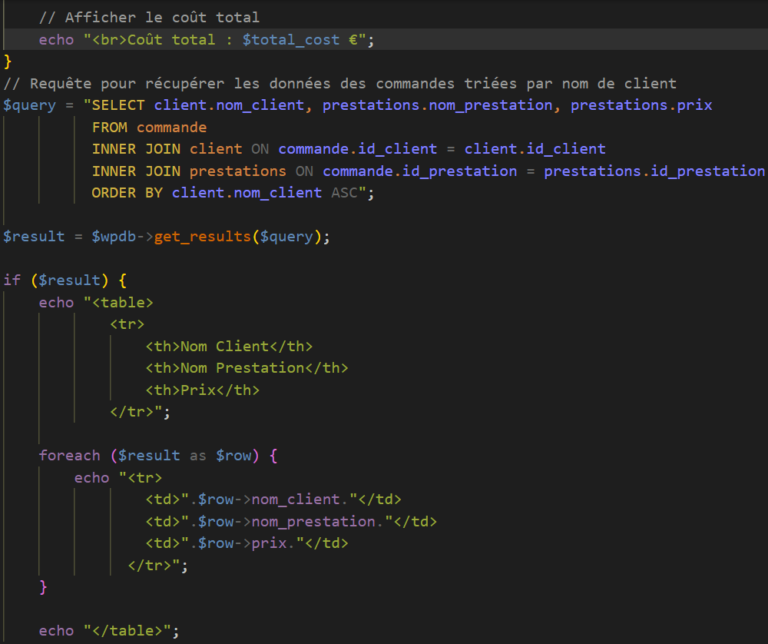 // Afficher le coût total
echo "<br>Coût total : $total_cost €";
}
// Requête pour récupérer les données des commandes triées par nom de client
$query = "SELECT client.nom_client, prestations.nom_prestation, prestations.prix
FROM commande
INNER JOIN client ON commande.id_client = client.id_client
INNER JOIN prestations ON commande.id_prestation = prestations.id_prestation
ORDER BY client.nom_client ASC";
$result = $wpdb->get_results($query);
if ($result) {
echo "<table>
<tr>
<th>Nom Client</th>
<th>Nom Prestation</th>
<th>Prix</th>
</tr>";
foreach ($result as $row) {
echo "<tr>
<td>".$row->nom_client."</td>
<td>".$row->nom_prestation."</td>
<td>".$row->prix."</td>
</tr>";
}
echo "</table>";